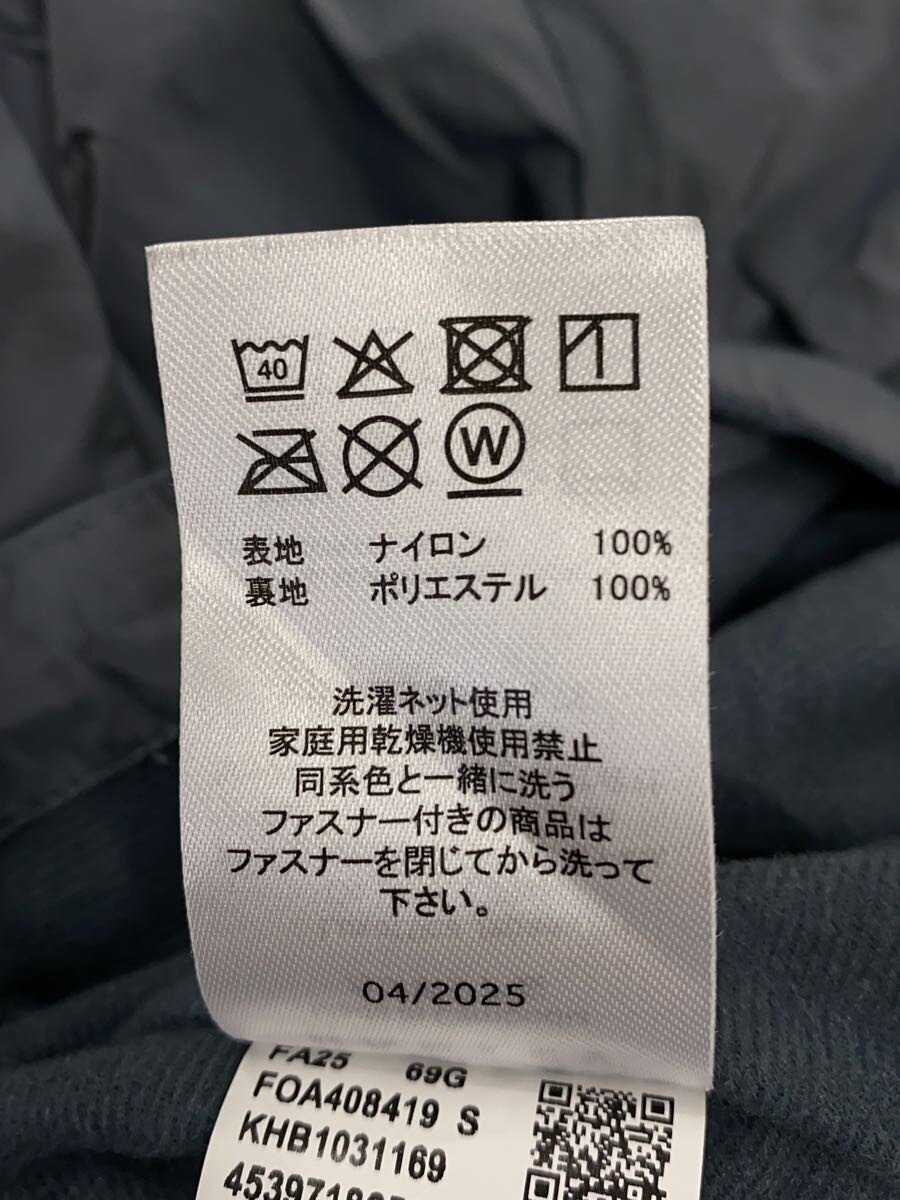 40
W
表地 ナイロン 100%
裏地 ポリエステル 100%
洗濯ネット使用
家庭用乾燥機使用禁止
同系色と一緒に洗う
ファスナー付きの商品は
ファスナーを閉じてから洗って
下さい。
04/2025
FA25 69G
FOA408419 S
KHB1031169